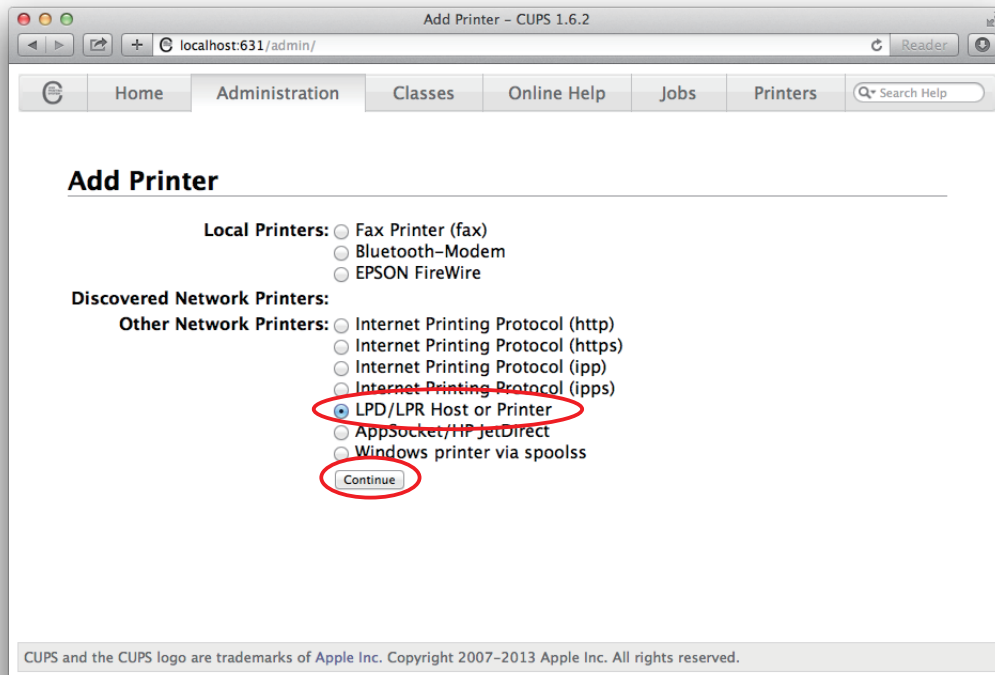 Add Printer – CUPS 1.6.2
localhost:631/admin/
Reader
Home Administration Classes Online Help Jobs Printers Search Help
Add Printer
Local Printers: Fax Printer (fax)
Bluetooth-Modem
EPSON FireWire
Discovered Network Printers:
Other Network Printers: Internet Printing Protocol (http)
Internet Printing Protocol (https)
Internet Printing Protocol (ipp)
Internet Printing Protocol (ipps)
LPD/LPR Host or Printer
AppSocket/HP JetDirect
Windows printer via spoolss
Continue
CUPS and the CUPS logo are trademarks of Apple Inc. Copyright 2007-2013 Apple Inc. All rights reserved.